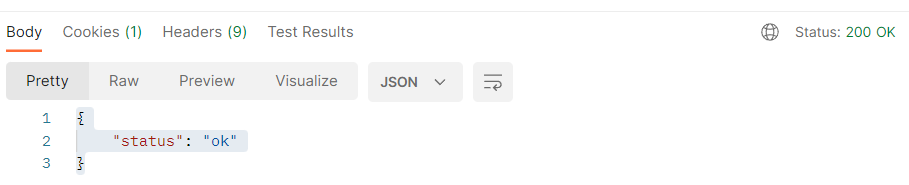 Body Cookies (1) Headers (9) Test Results Status: 200 OK
Pretty Raw Preview Visualize JSON
1 {
2 "status": "ok"
3 }